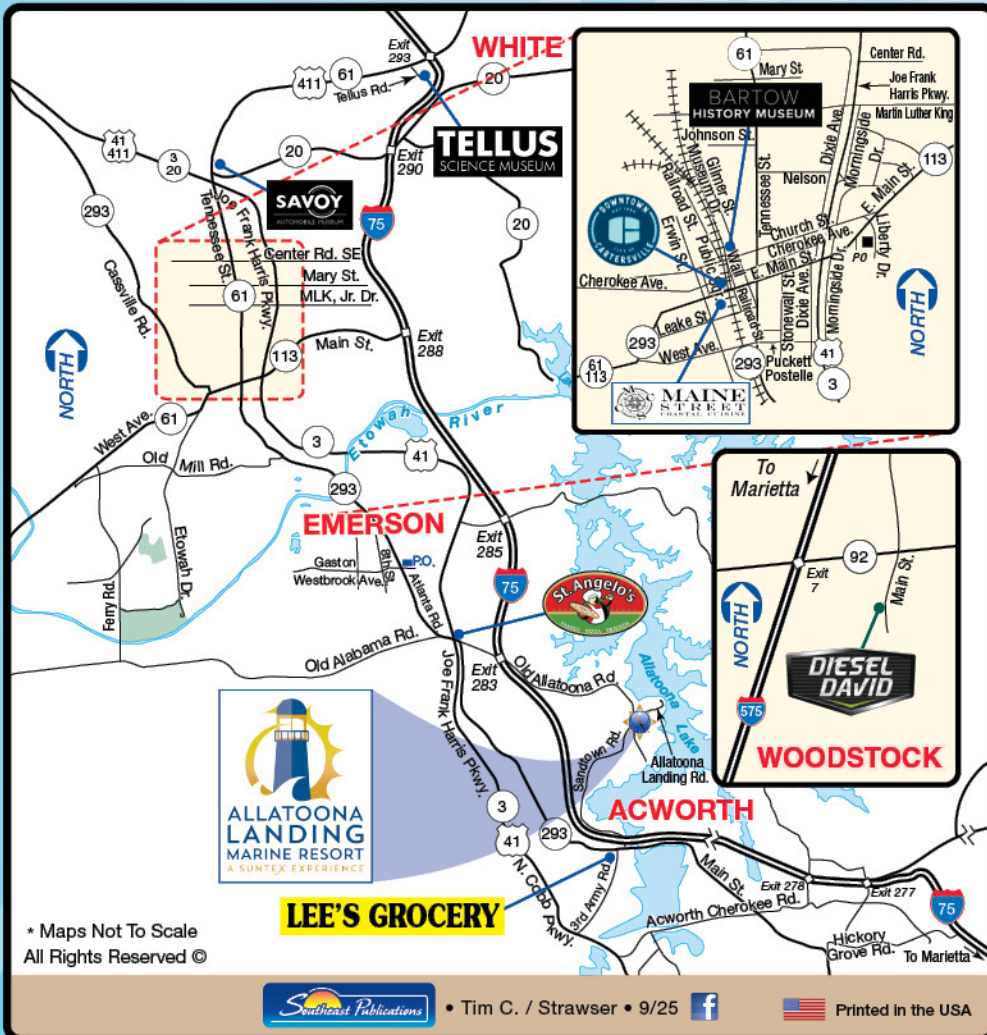 WHITE
Exit
293
411
61
Tellus Rd.
20
41
411
3
20
20
Exit
290
TELLUS
SCIENCE MUSEUM
SAVOY
AUTOMOBILE MUSEUM
293
75
20
Tennessee St.
Joe Frank Harris Pkwy.
Center Rd. SE
Mary St.
61
MLK, Jr. Dr.
Cassville Rd.
NORTH
113
Main St.
Exit
288
61
West Ave.
Old Mill Rd.
3
41
Etowah River
293
EMERSON
Exit
285
Gaston
Westbrook Ave.
8th St.
P.O.
Atlanta Rd.
75
Ferry Rd.
Etowah Dr.
St. Angelo's
FAMILY PIZZA FRIENDS
Old Alabama Rd.
Exit
283
Old Allatoona Rd
Allatoona
Lake
Joe Frank Harris Pkwy.
Sandtown Rd.
Allatoona
Landing Rd.
ALLATOONA
LANDING
MARINE RESORT
A SUNTEX EXPERIENCE
3
41
293
ACWORTH
N. Cobb Pkwy.
LEE'S GROCERY
3rd Army Rd.
Main St.
Exit 278
Exit 277
Acworth Cherokee Rd.
Hickory
Grove Rd.
75
To Marietta
61
Center Rd.
Mary St.
Joe Frank
Harris Pkwy.
BARTOW
HISTORY MUSEUM
Martin Luther King
Johnson St.
Museum Dr.
Gilmer St.
Railroad St.
Dixie Ave.
Morningside
Dr.
113
Nelson
Tennessee St.
E. Main St.
DOWNTOWN
CARTERSVILLE
Erwin St.
Public Sqr.
Wall
Church St.
Cherokee Ave.
E. Main St.
PO
Liberty Dr.
Cherokee Ave.
Railroad St.
Stonewall St.
Dixie Ave.
Morningside Dr.
NORTH
Leake St.
293
West Ave.
61
113
293
Puckett
Postelle
41
3
MCS
MAINE
STREET
COASTAL CUISINE
To
Marietta
92
Exit
7
Main St.
NORTH
DIESEL
DAVID
575
WOODSTOCK
* Maps Not To Scale
All Rights Reserved ©
Southeast Publications • Tim C. / Strawser • 9/25 f Printed in the USA